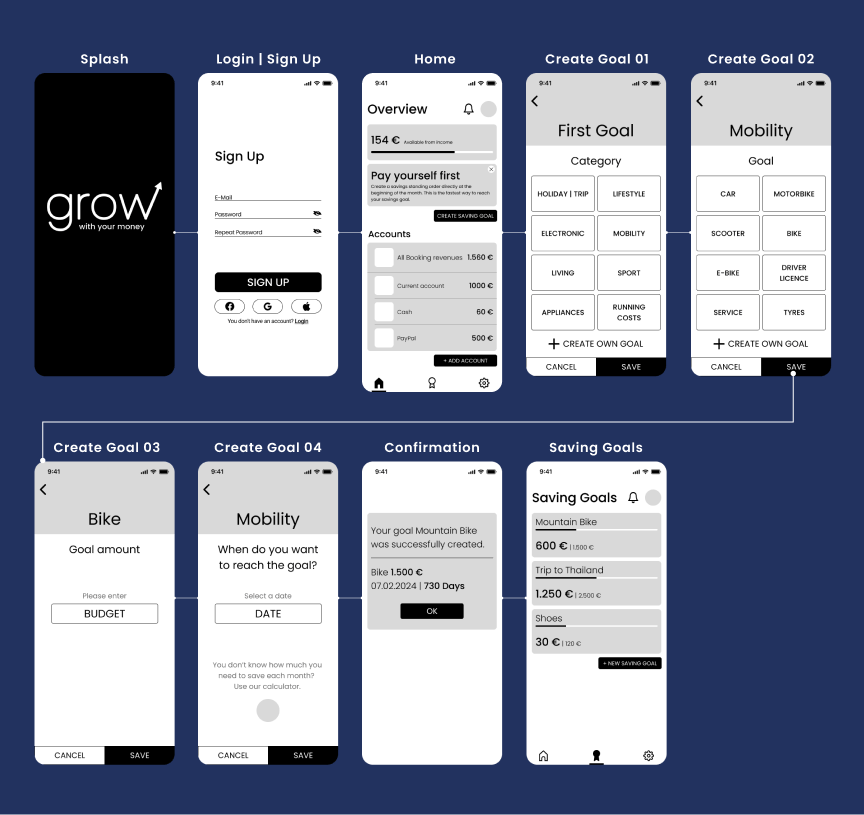 Splash
grow
with your money
Login | Sign Up
9:41
Sign Up
E-Mail
Password
Repeat Password
SIGN UP
G
You don't have an account? Login
Home
9:41
Overview
154 € Available from income
Pay yourself first
Create a savings standing order directly at the
beginning of the month. This is the fastest way to reach
your savings goal.
CREATE SAVING GOAL
Accounts
All Booking revenues 1.560 €
Current account 1000 €
Cash 60 €
PayPal 500 €
+ ADD ACCOUNT
Create Goal 01
9:41
First Goal
Category
HOLIDAY | TRIP LIFESTYLE
ELECTRONIC MOBILITY
LIVING SPORT
APPLIANCES RUNNING
COSTS
+ CREATE OWN GOAL
CANCEL SAVE
Create Goal 02
9:41
Mobility
Goal
CAR MOTORBIKE
SCOOTER BIKE
E-BIKE DRIVER
LICENCE
SERVICE TYRES
+ CREATE OWN GOAL
CANCEL SAVE
Create Goal 03
9:41
Bike
Goal amount
Please enter
BUDGET
CANCEL SAVE
Create Goal 04
9:41
Mobility
When do you want
to reach the goal?
Select a date
DATE
You don't know how much you
need to save each month?
Use our calculator.
CANCEL SAVE
Confirmation
9:41
Your goal Mountain Bike
was successfully created.
Bike 1.500 €
07.02.2024 | 730 Days
OK
Saving Goals
9:41
Saving Goals
Mountain Bike
600 € | 1.500 €
Trip to Thailand
1.250 € | 2.500 €
Shoes
30 € | 120 €
+ NEW SAVING GOAL